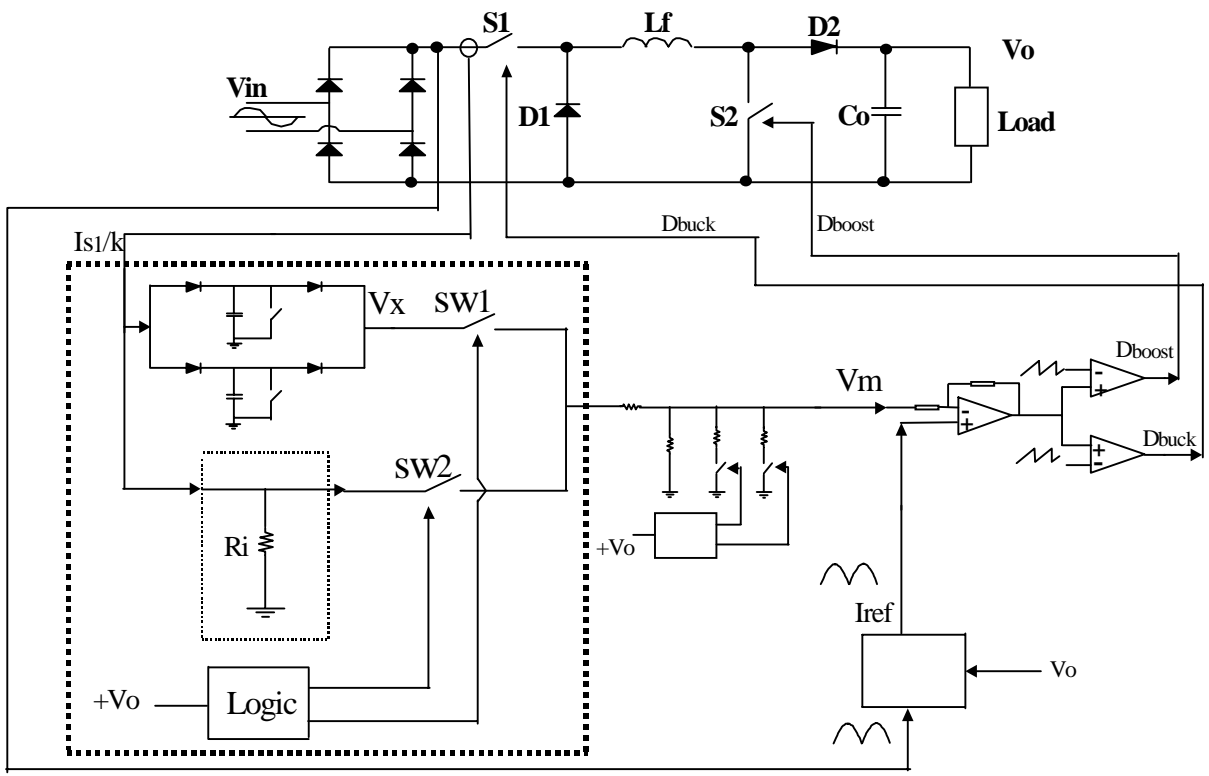 S1
Lf
D2
Vo
Vin
D1
S2
Co
Load
Dbuck
Dboost
Is1/k
Vx
SW1
Dboost
-
+
Vm
-
+
Dbuck
+
-
SW2
Ri
+Vo
Iref
Vo
+Vo
Logic